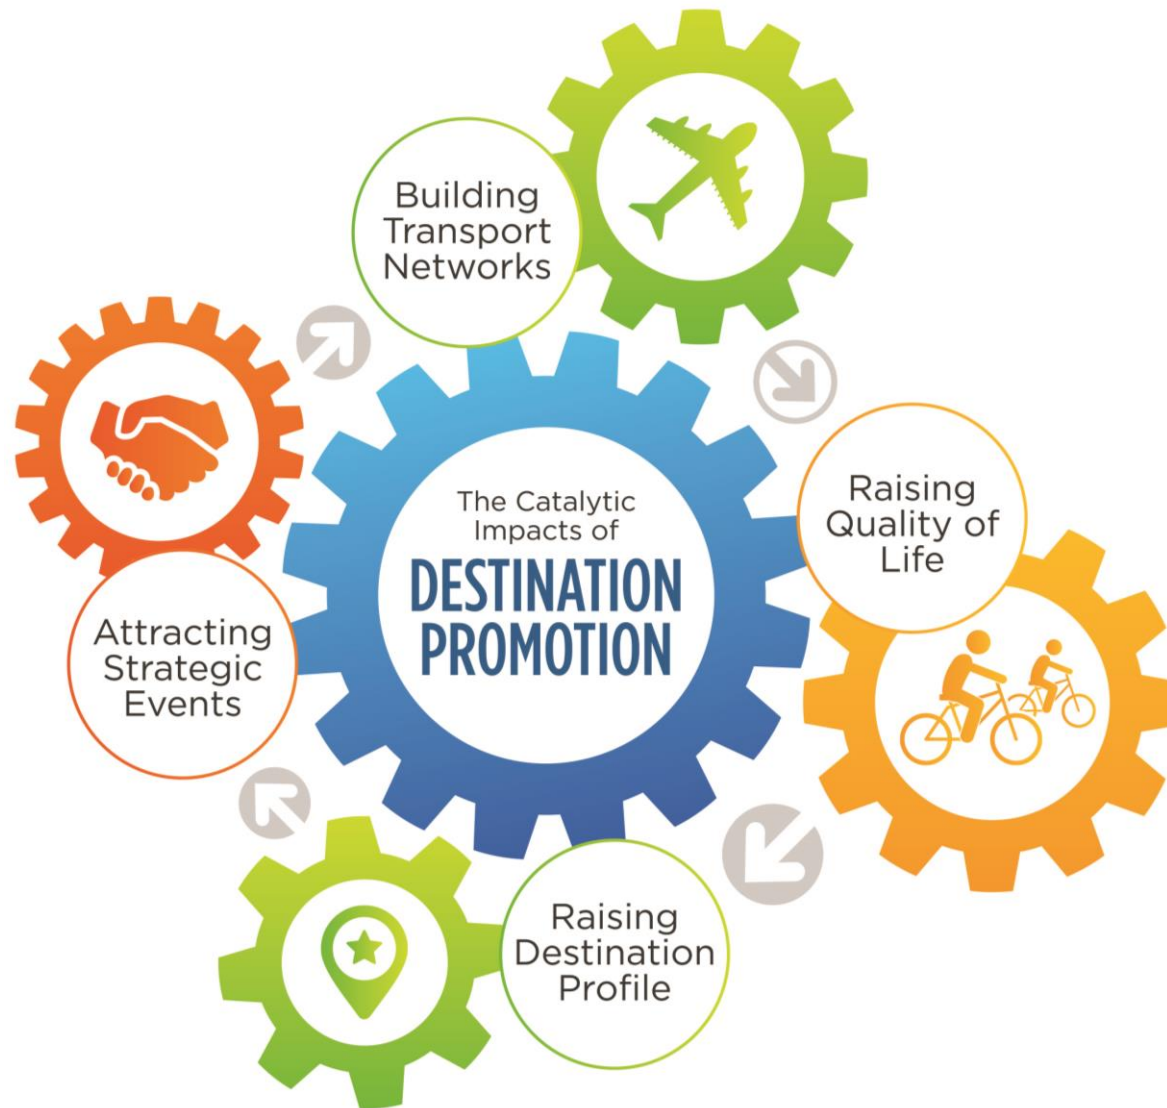 Building
Transport
Networks
The Catalytic
Impacts of
DESTINATION
PROMOTION
Raising
Quality of
Life
Attracting
Strategic
Events
Raising
Destination
Profile